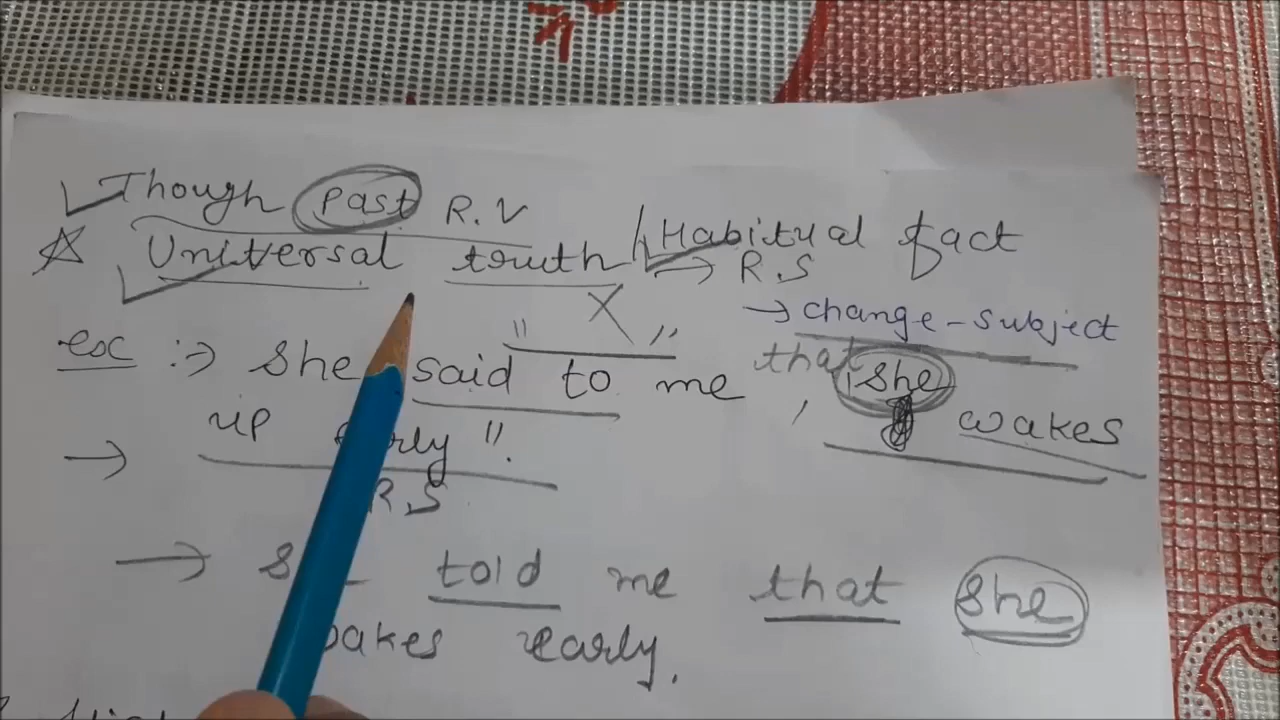 Though past R.V
Universal truth / Habitual fact
→ R.S
X
→ change-subject
ex :→ She said to me that , " she wakes
→ up "
R.S
→ told me that she
early.